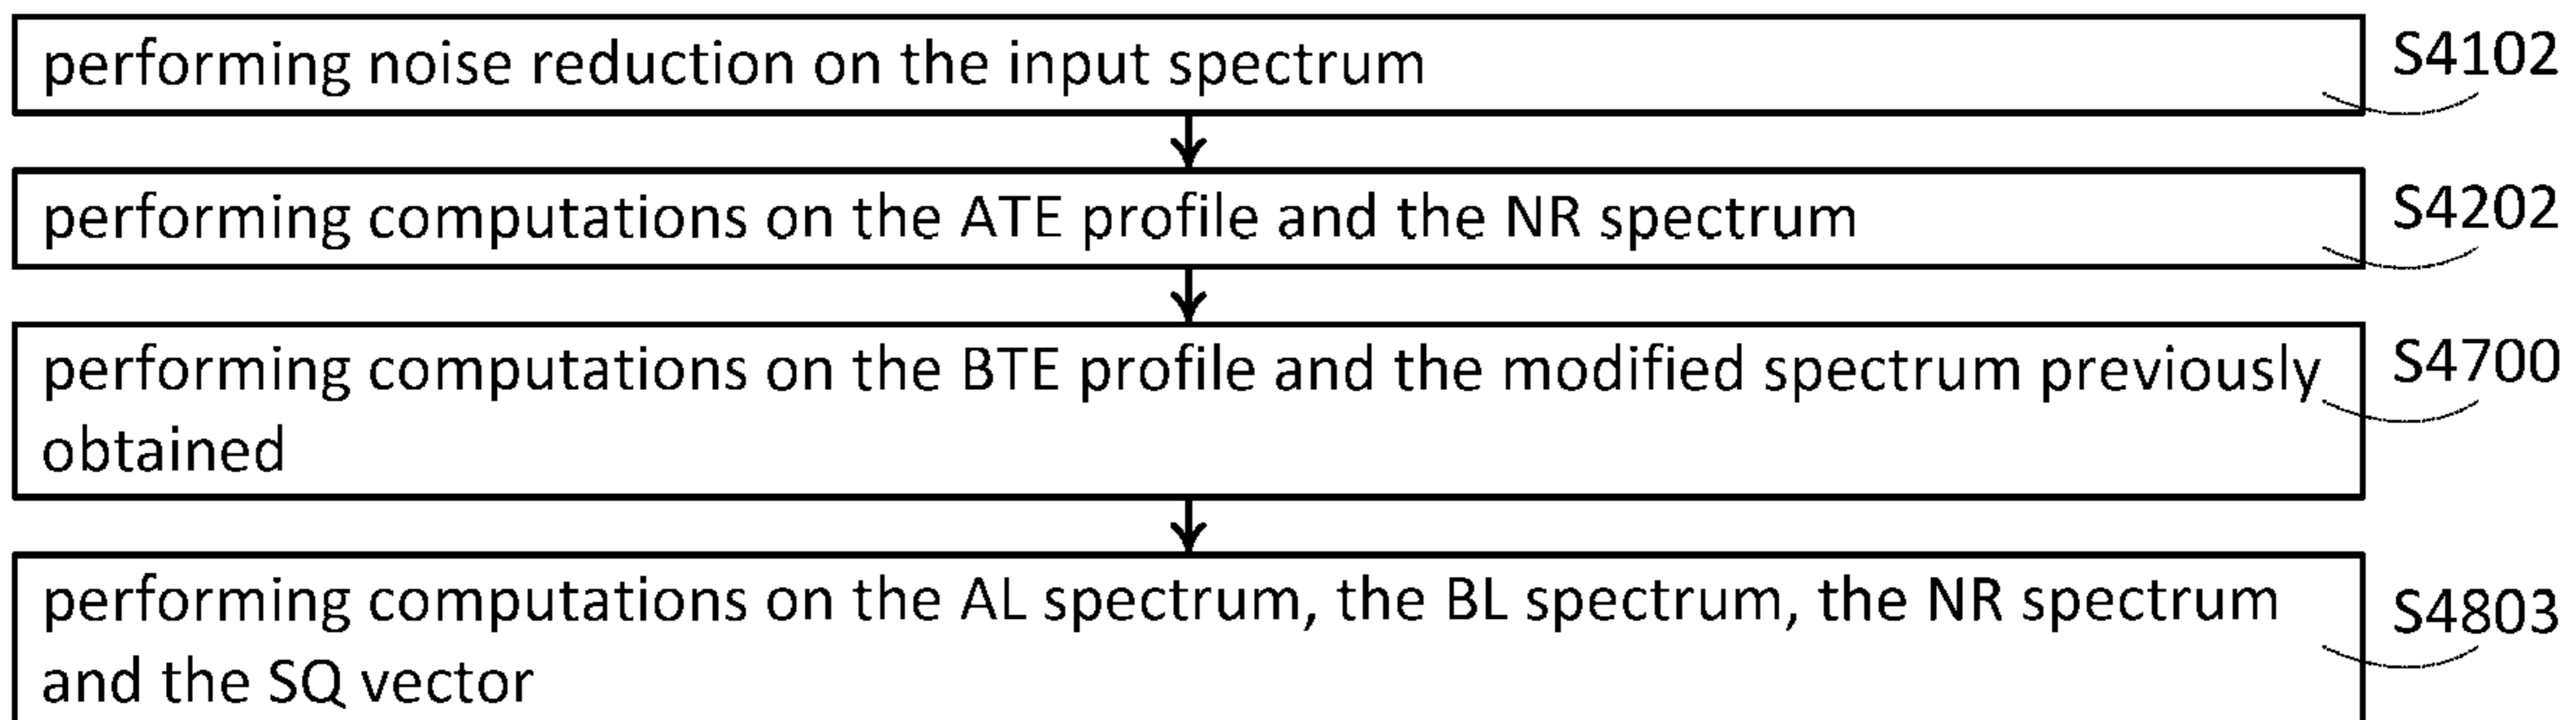 performing noise reduction on the input spectrum
S4102
performing computations on the ATE profile and the NR spectrum
S4202
performing computations on the BTE profile and the modified spectrum previously
obtained
S4700
performing computations on the AL spectrum, the BL spectrum, the NR spectrum
and the SQ vector
S4803